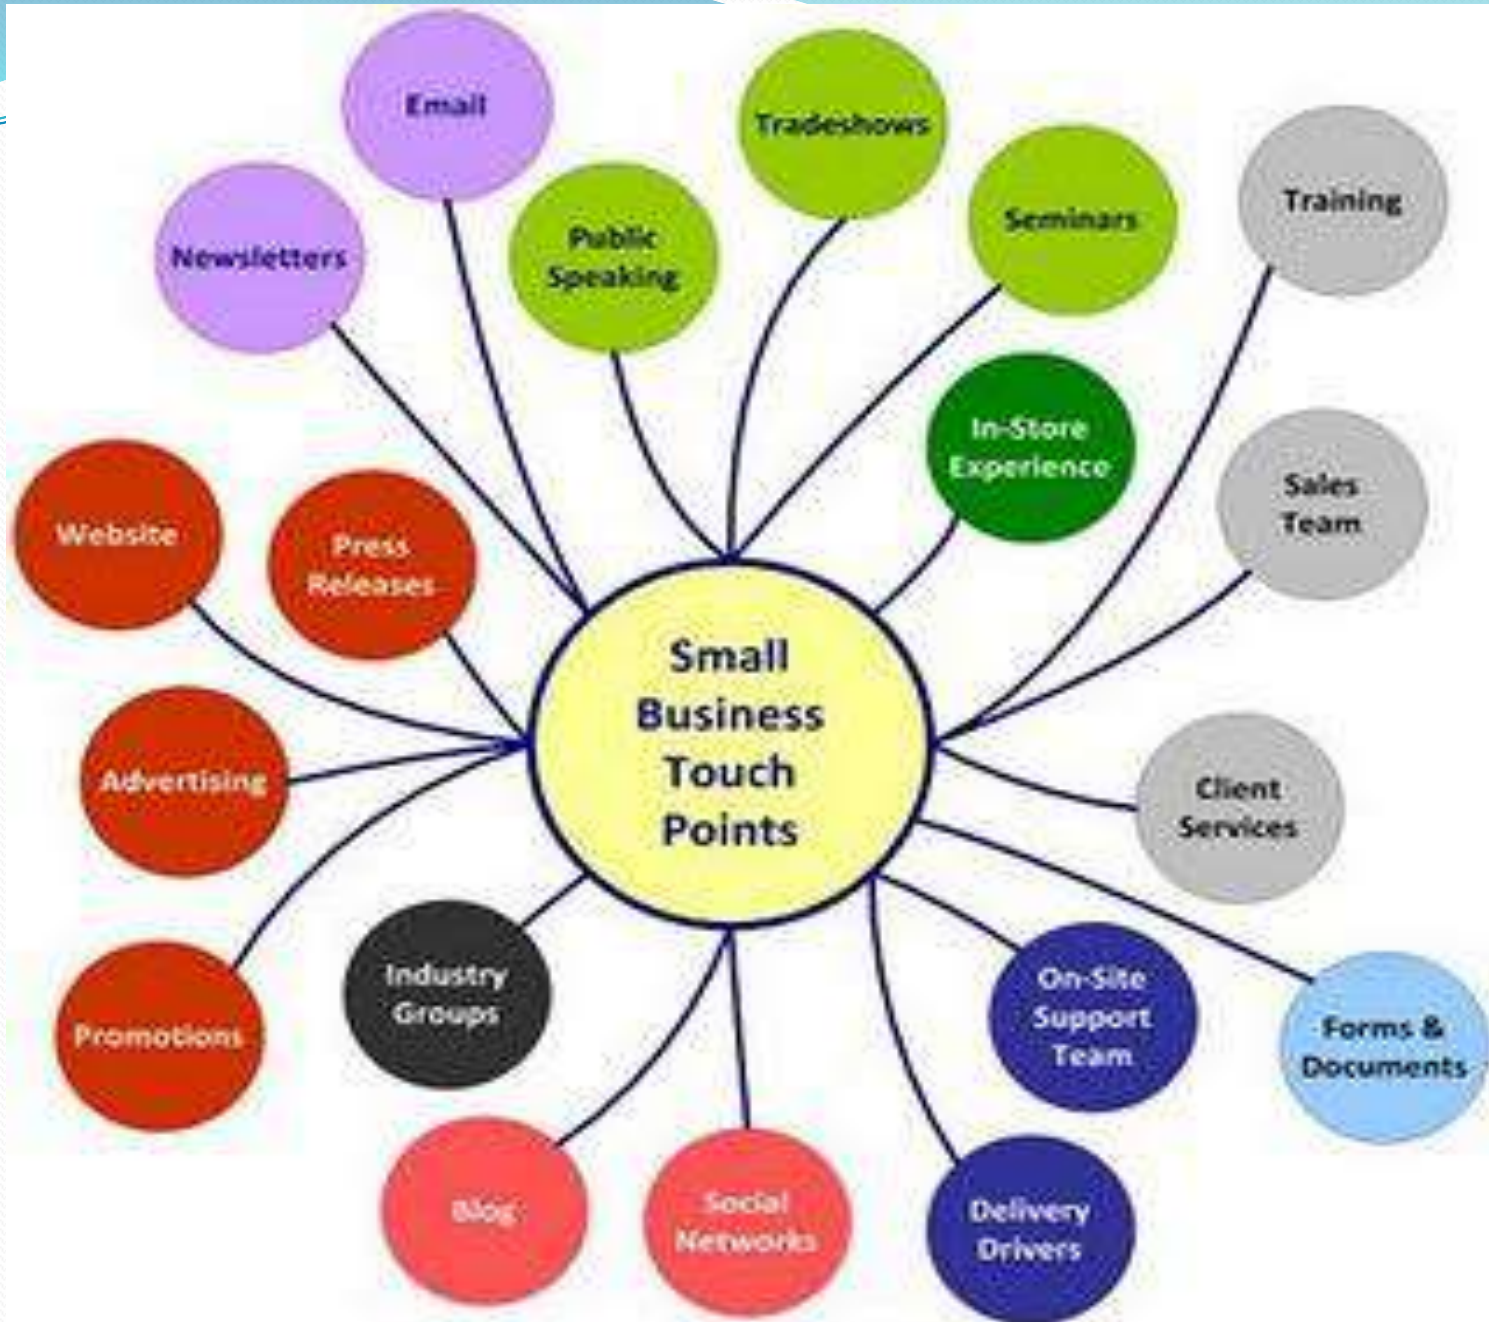 Email
Tradeshows
Training
Seminars
Public
Speaking
Newsletters
In-Store
Experience
Sales
Team
Website
Press
Releases
Small
Business
Touch
Points
Advertising
Client
Services
Industry
Groups
On-Site
Support
Team
Forms &
Documents
Promotions
Blog
Social
Networks
Delivery
Drivers